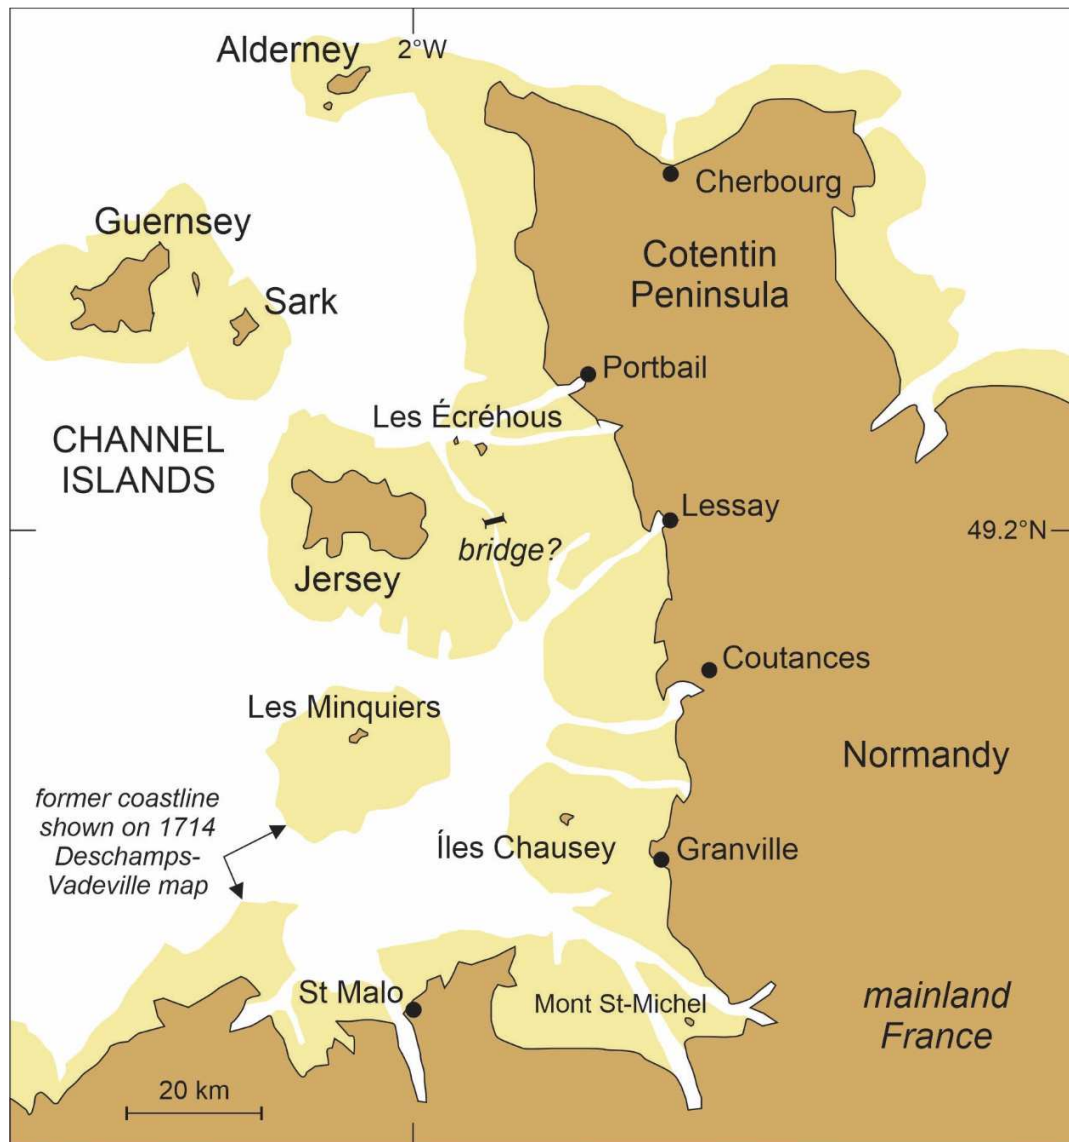 Alderney
2°W
Cherbourg
Guernsey
Cotentin
Peninsula
Sark
Portbail
Les Écréhous
CHANNEL
ISLANDS
Lessay
49.2°N
bridge?
Jersey
Coutances
Les Minquiers
Normandy
former coastline
shown on 1714
Deschamps-
Vadeville map
Íles Chausey
Granville
St Malo
Mont St-Michel
mainland
France
20 km